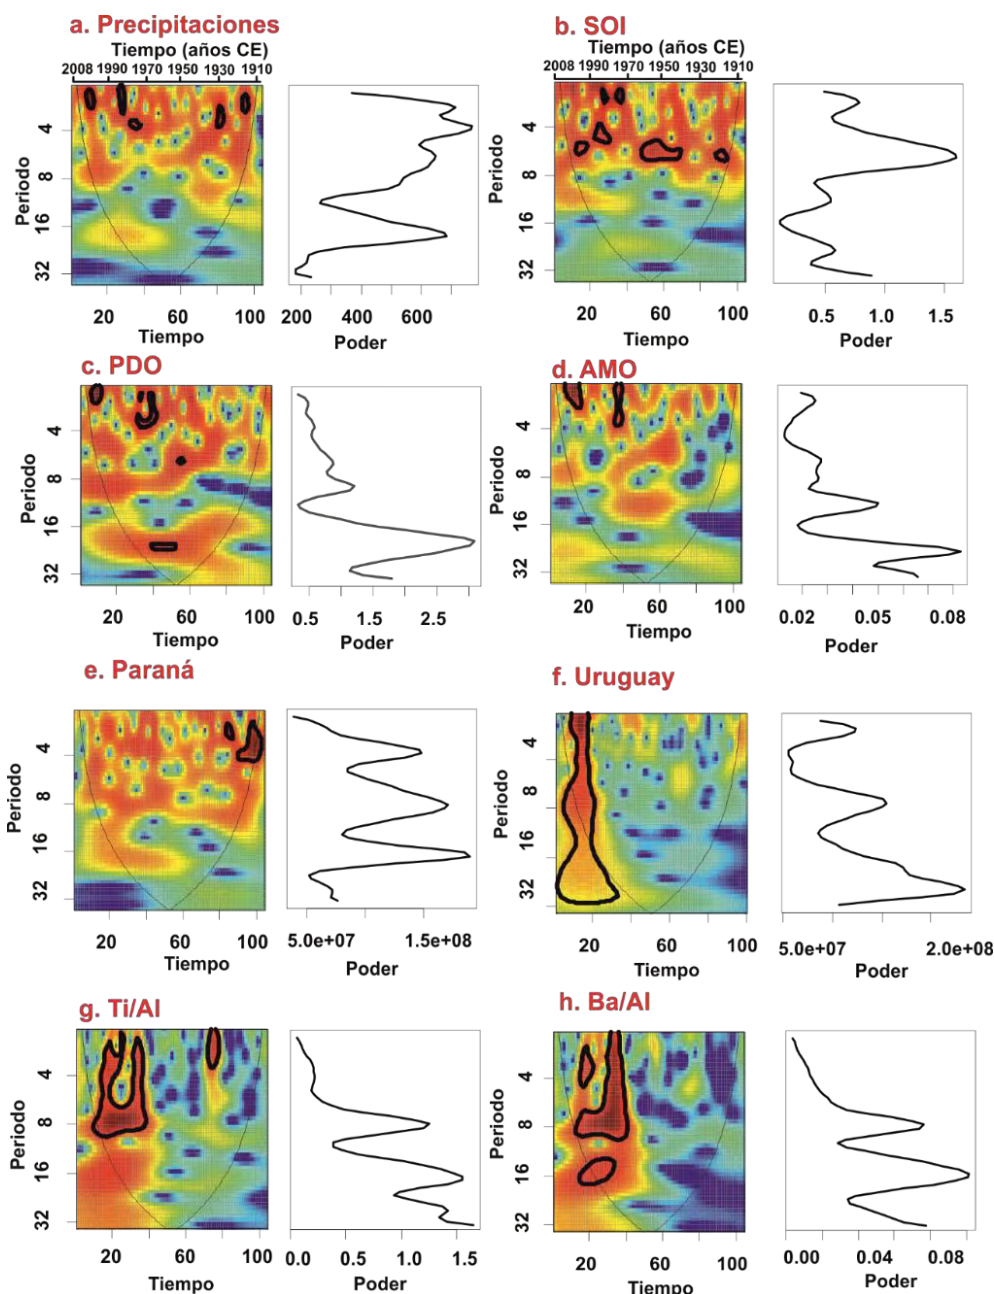 a. Precipitaciones
Tiempo (años CE)
2008 1990 1970 1950 1930 1910
Periodo
4
8
16
32
20 60 100
Tiempo
200 400 600
Poder
b. SOI
Tiempo (años CE)
2008 1990 1970 1950 1930 1910
Periodo
4
8
16
32
20 60 100
Tiempo
0.5 1.0 1.5
Poder
c. PDO
Periodo
4
8
16
32
20 60 100
Tiempo
0.5 1.5 2.5
Poder
d. AMO
Periodo
4
8
16
32
20 60 100
Tiempo
0.02 0.05 0.08
Poder
e. Paraná
Periodo
4
8
16
32
20 60 100
Tiempo
5.0e+07 1.5e+08
Poder
f. Uruguay
Periodo
4
8
16
32
20 60 100
Tiempo
5.0e+07 2.0e+08
Poder
g. Ti/Al
Periodo
4
8
16
32
20 60 100
Tiempo
0.0 0.5 1.0 1.5
Poder
h. Ba/Al
Periodo
4
8
16
32
20 60 100
Tiempo
0.00 0.04 0.08
Poder